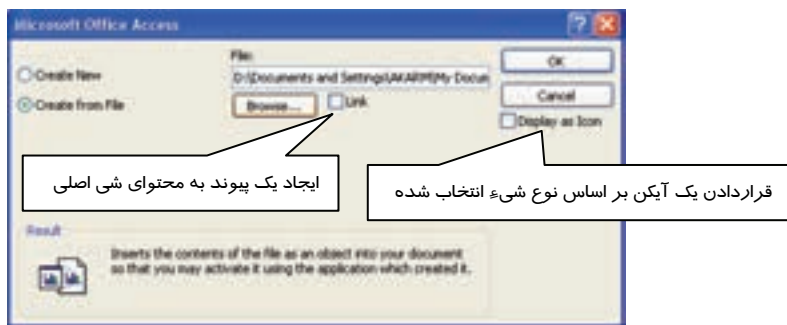 Microsoft Office Access
Create New
Create from File
File:
D:\Documents and Settings\AKARMI\My Docum
Browse...
Link
OK
Cancel
Display as Icon
ایجاد یک پیوند به محتوای شی اصلی
قراردادن یک آیکن بر اساس نوع شیءِ انتخاب شده
Result
Inserts the contents of the file as an object into your document
so that you may activate it using the application which created it.